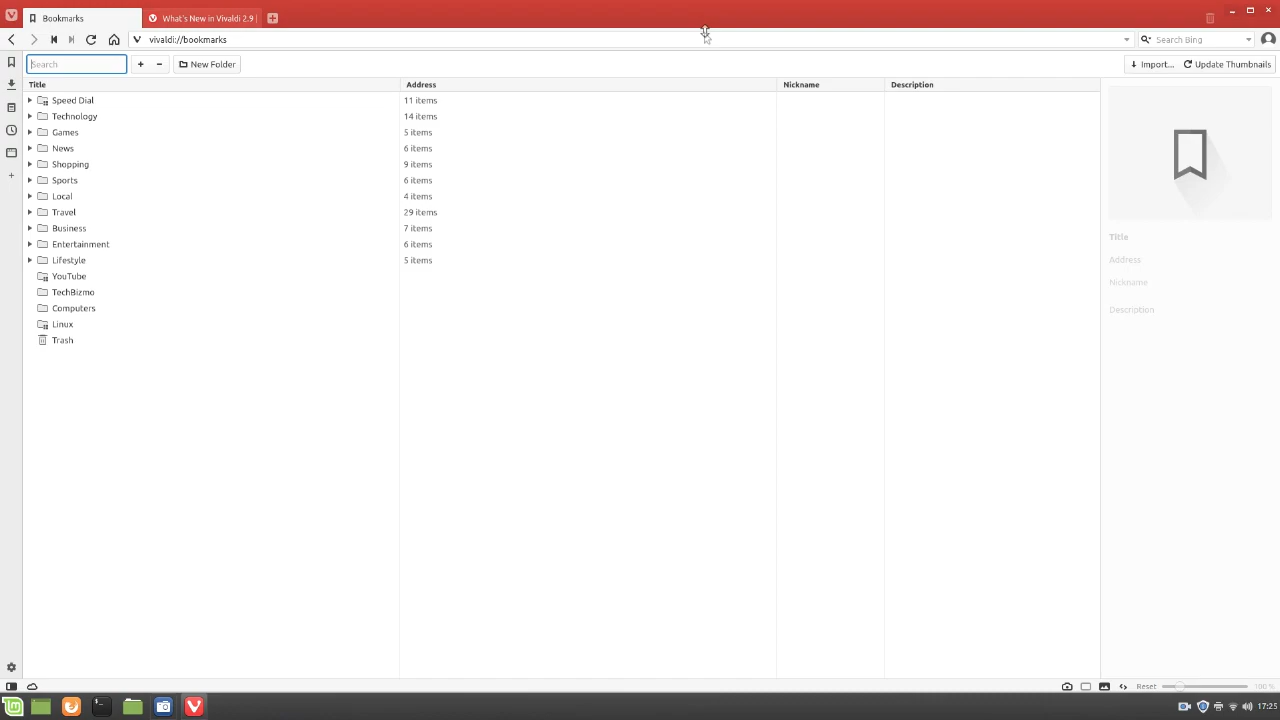 Bookmarks
What's New in Vivaldi 2.9 |
vivaldi://bookmarks
Search Bing
Search
+ − New Folder
Import... Update Thumbnails
Title Address Nickname Description
Speed Dial 11 items
Technology 14 items
Games 5 items
News 6 items
Shopping 9 items
Sports 6 items
Local 4 items
Travel 29 items
Business 7 items
Entertainment 6 items
Lifestyle 5 items
YouTube
TechBizmo
Computers
Linux
Trash
Title
Address
Nickname
Description
Reset 100 %
17:25